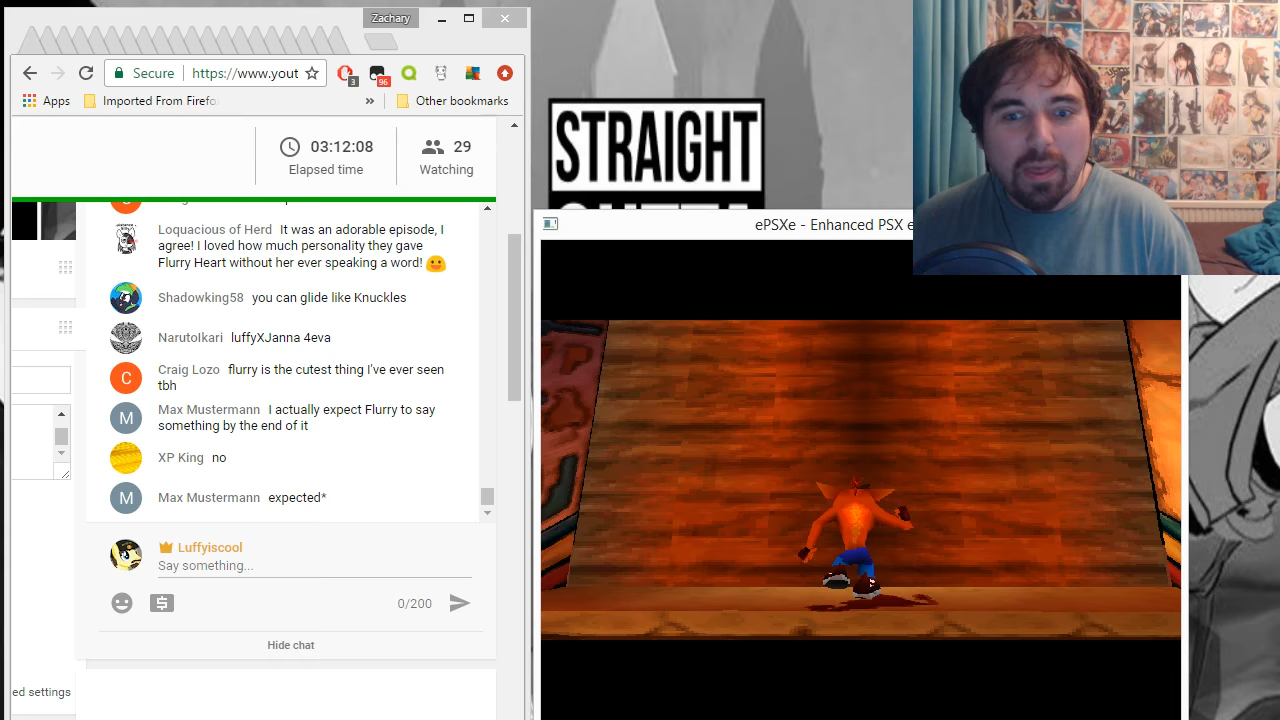 Zachary
Secure
https://www.yout
3
96
Apps
Imported From Firefo
»
Other bookmarks
03:12:08
Elapsed time
29
Watching
STRAIGHT
ePSXe - Enhanced PSX e
Loquacious of Herd It was an adorable episode, I
agree! I loved how much personality they gave
Flurry Heart without her ever speaking a word!
Shadowking58 you can glide like Knuckles
NarutoIkari luffyXJanna 4eva
C
Craig Lozo flurry is the cutest thing I've ever seen
tbh
M
Max Mustermann I actually expect Flurry to say
something by the end of it
XP King no
M
Max Mustermann expected*
Luffyiscool
Say something...
0/200
Hide chat
ed settings